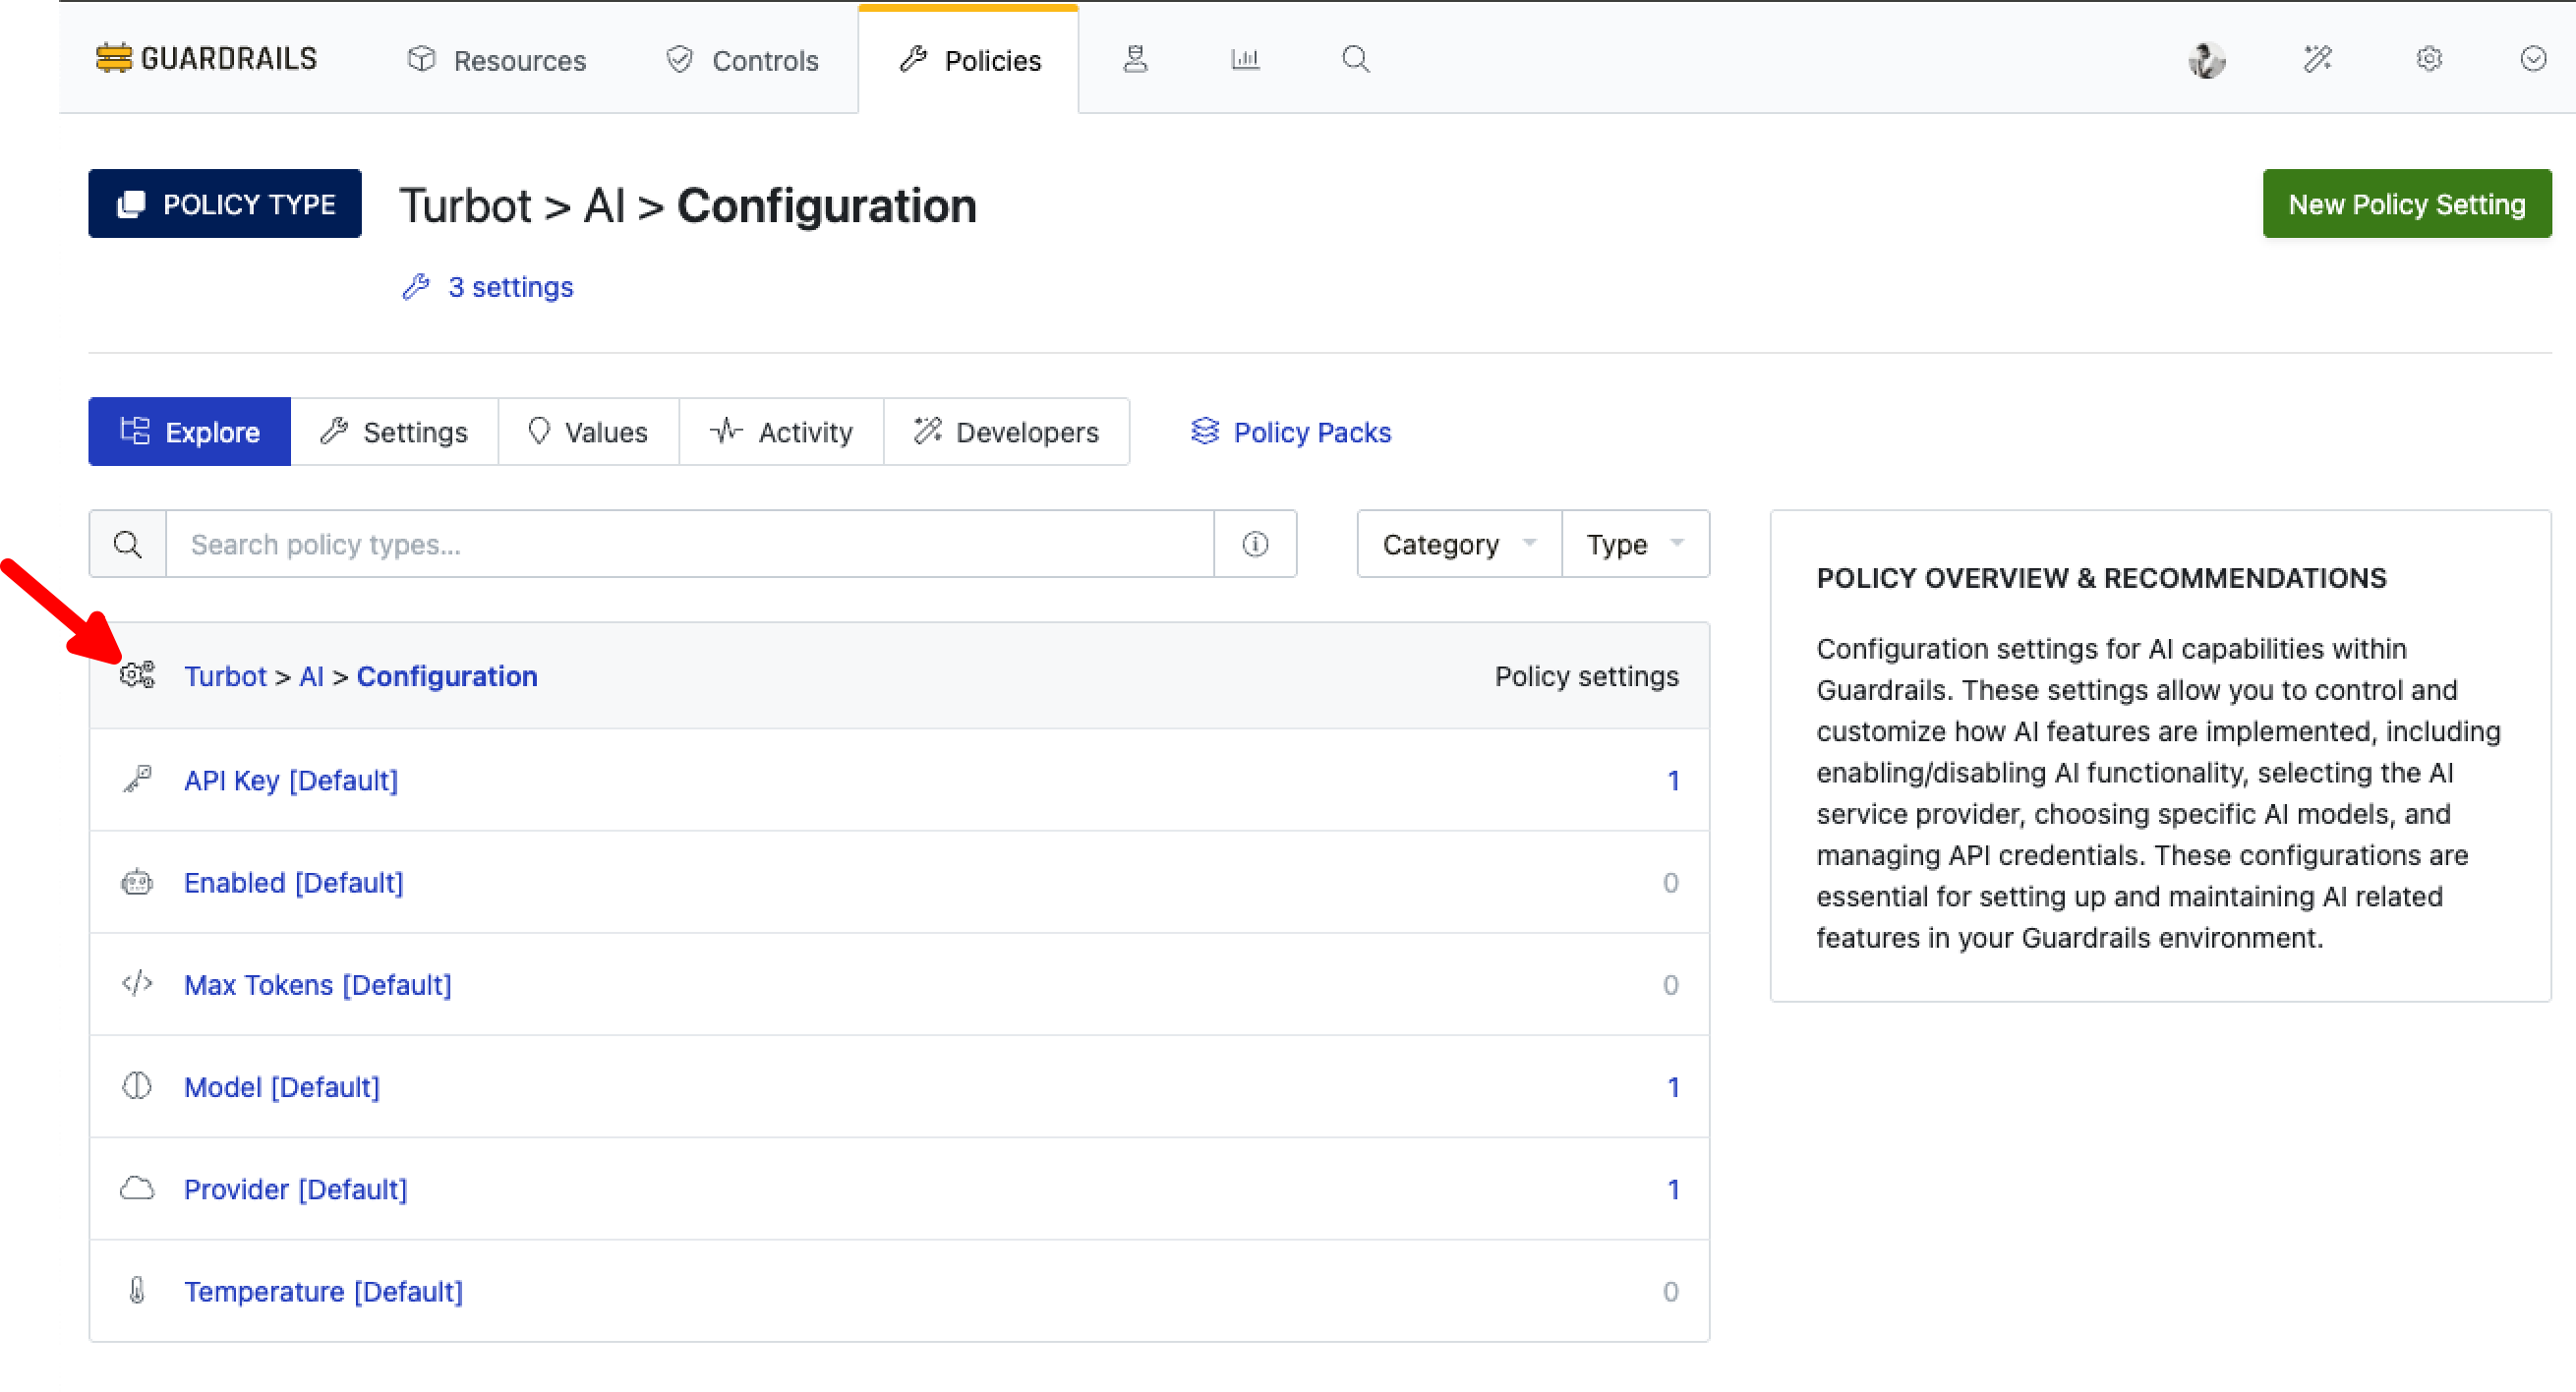 GUARDRAILS Resources Controls Policies
POLICY TYPE Turbot > AI > Configuration New Policy Setting
3 settings
Explore Settings Values Activity Developers Policy Packs
Search policy types... Category Type
Turbot > AI > Configuration Policy settings
API Key [Default] 1
Enabled [Default] 0
Max Tokens [Default] 0
Model [Default] 1
Provider [Default] 1
Temperature [Default] 0
POLICY OVERVIEW & RECOMMENDATIONS
Configuration settings for AI capabilities within
Guardrails. These settings allow you to control and
customize how AI features are implemented, including
enabling/disabling AI functionality, selecting the AI
service provider, choosing specific AI models, and
managing API credentials. These configurations are
essential for setting up and maintaining AI related
features in your Guardrails environment.